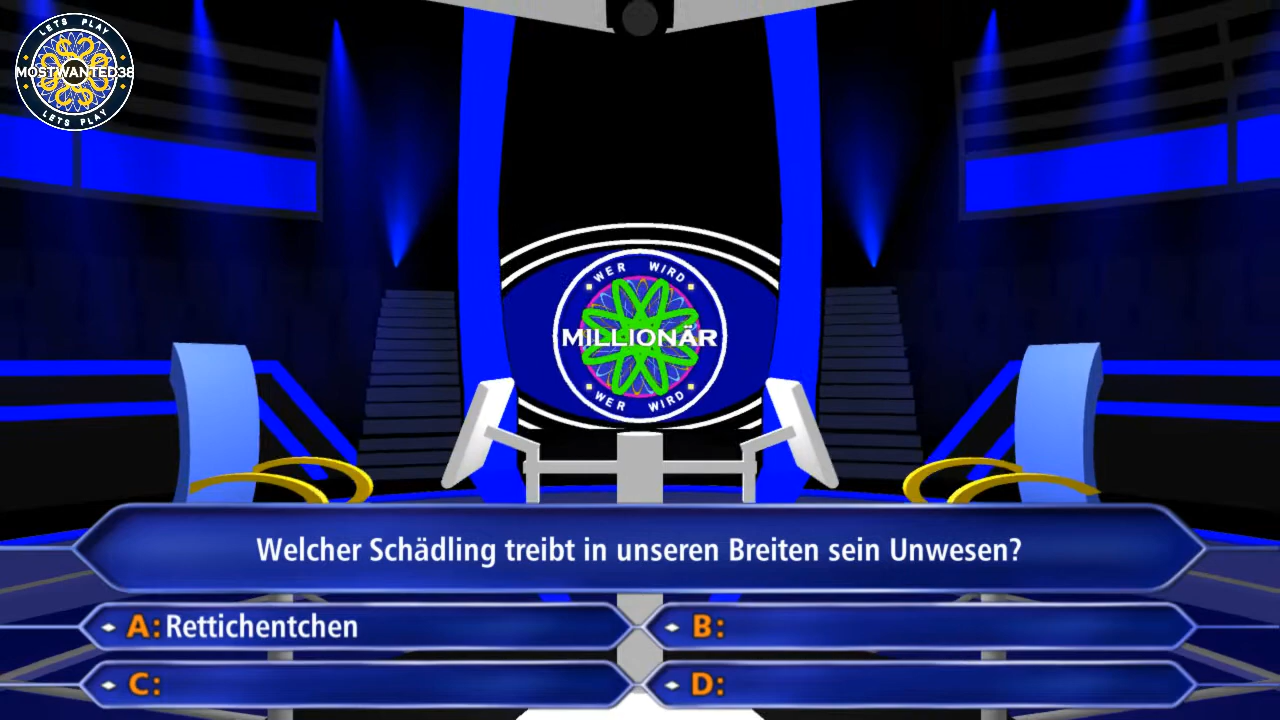 LETS PLAY
MOSTWANTED38
LETS PLAY
WER WIRD
MILLIONÄR
WER WIRD
Welcher Schädling treibt in unseren Breiten sein Unwesen?
A: Rettichentchen
B:
C:
D: